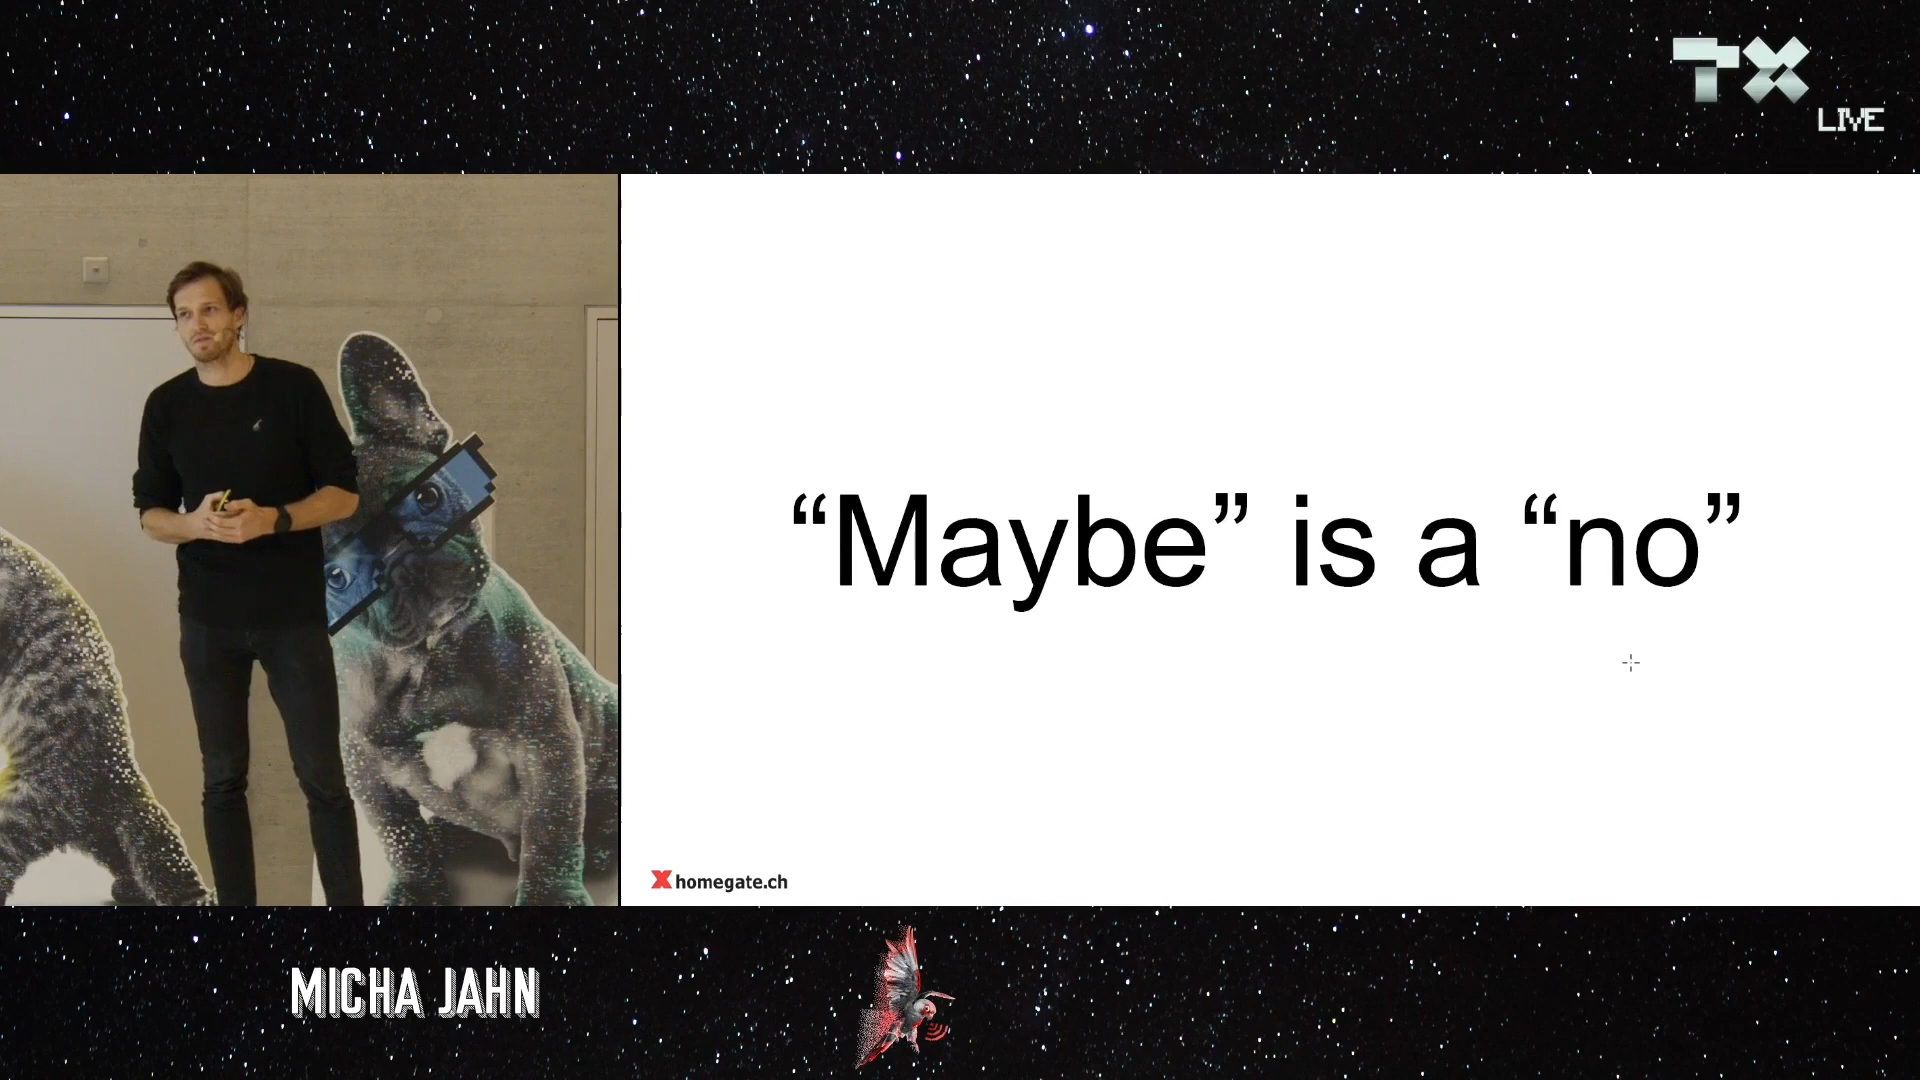 TX
LIVE
“Maybe” is a “no”
homegate.ch
MICHA JAHN